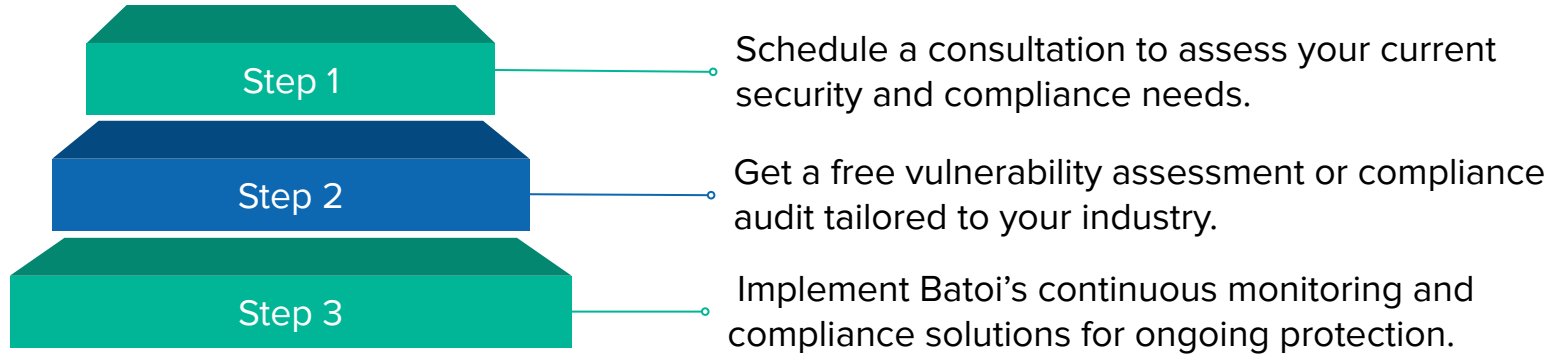 Step 1
Schedule a consultation to assess your current
security and compliance needs.
Step 2
Get a free vulnerability assessment or compliance
audit tailored to your industry.
Step 3
Implement Batoi’s continuous monitoring and
compliance solutions for ongoing protection.